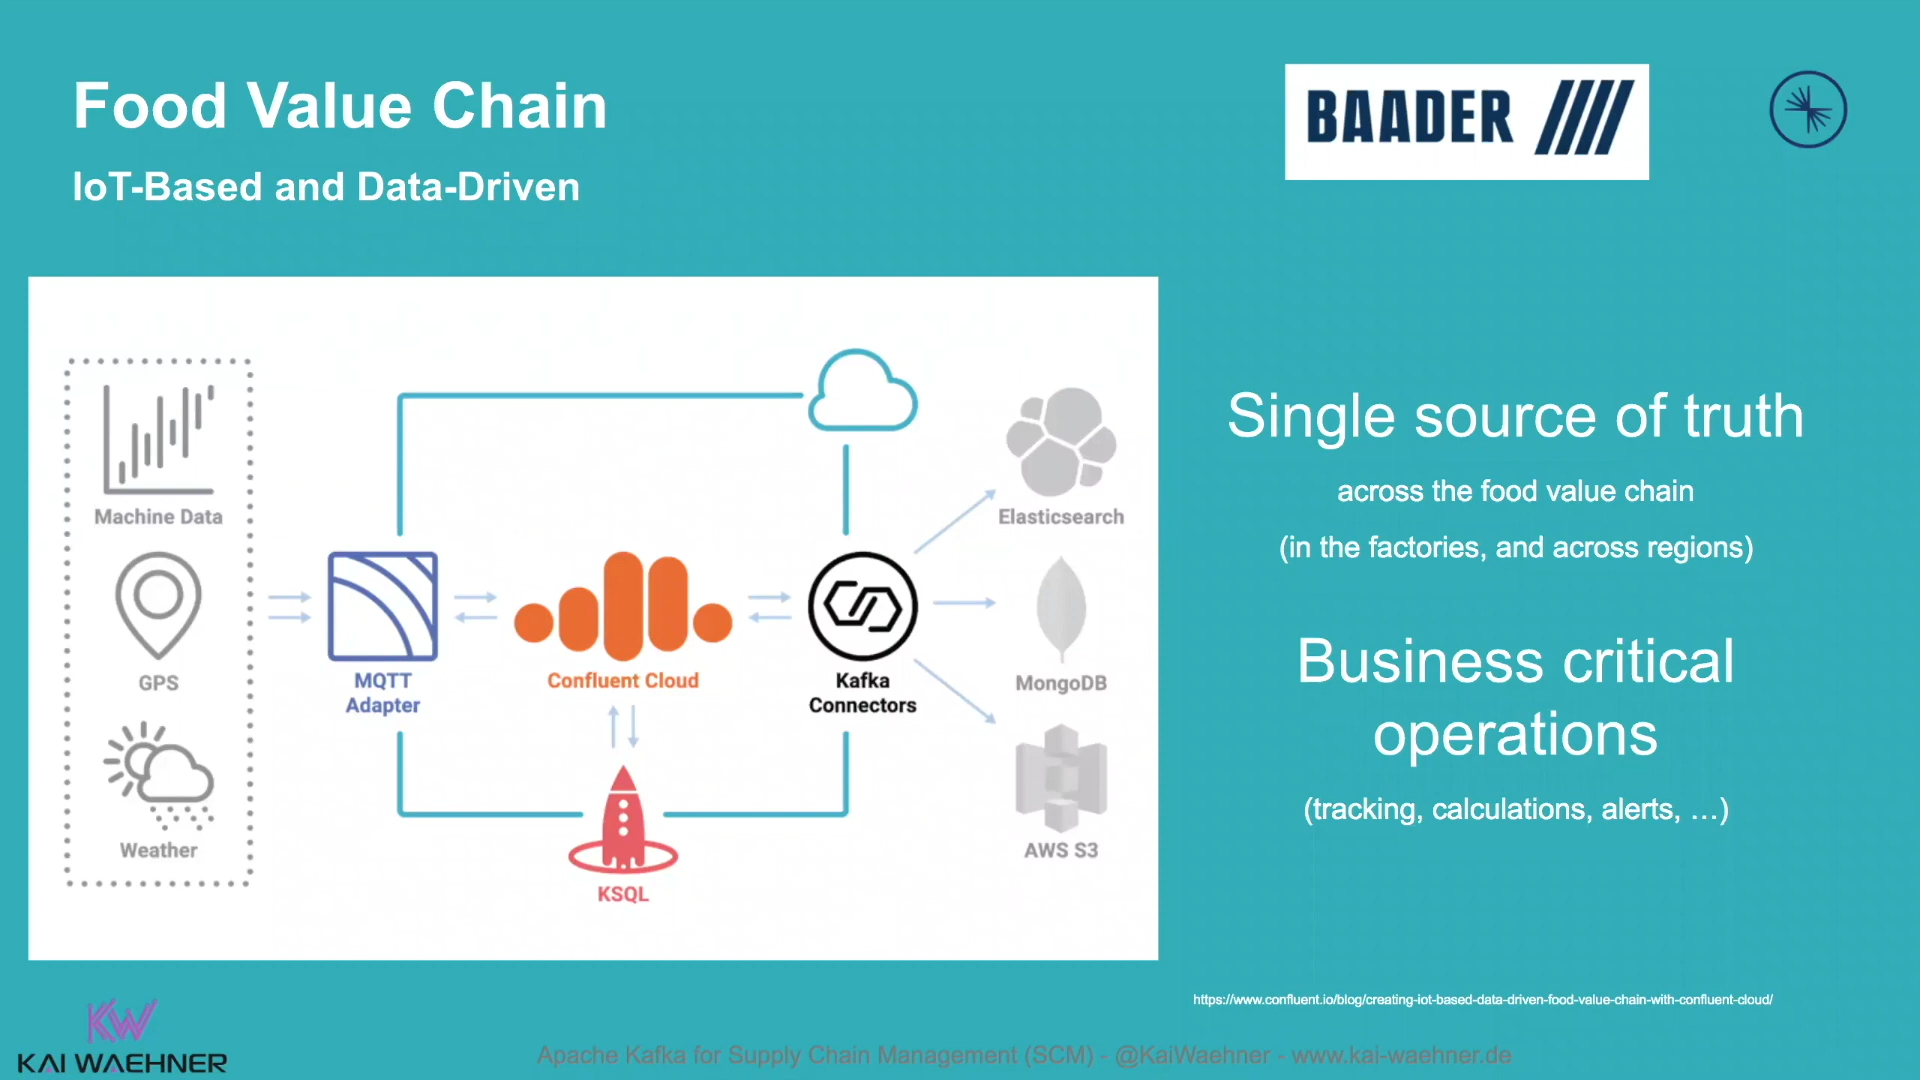 Food Value Chain
IoT-Based and Data-Driven
BAADER
Machine Data
GPS
Weather
MQTT
Adapter
Confluent Cloud
KSQL
Kafka
Connectors
Elasticsearch
MongoDB
AWS S3
Single source of truth
across the food value chain
(in the factories, and across regions)
Business critical
operations
(tracking, calculations, alerts, …)
https://www.confluent.io/blog/creating-iot-based-data-driven-food-value-chain-with-confluent-cloud/
KW
KAI WAEHNER
Apache Kafka for Supply Chain Management (SCM) - @KaiWaehner - www.kai-waehner.de